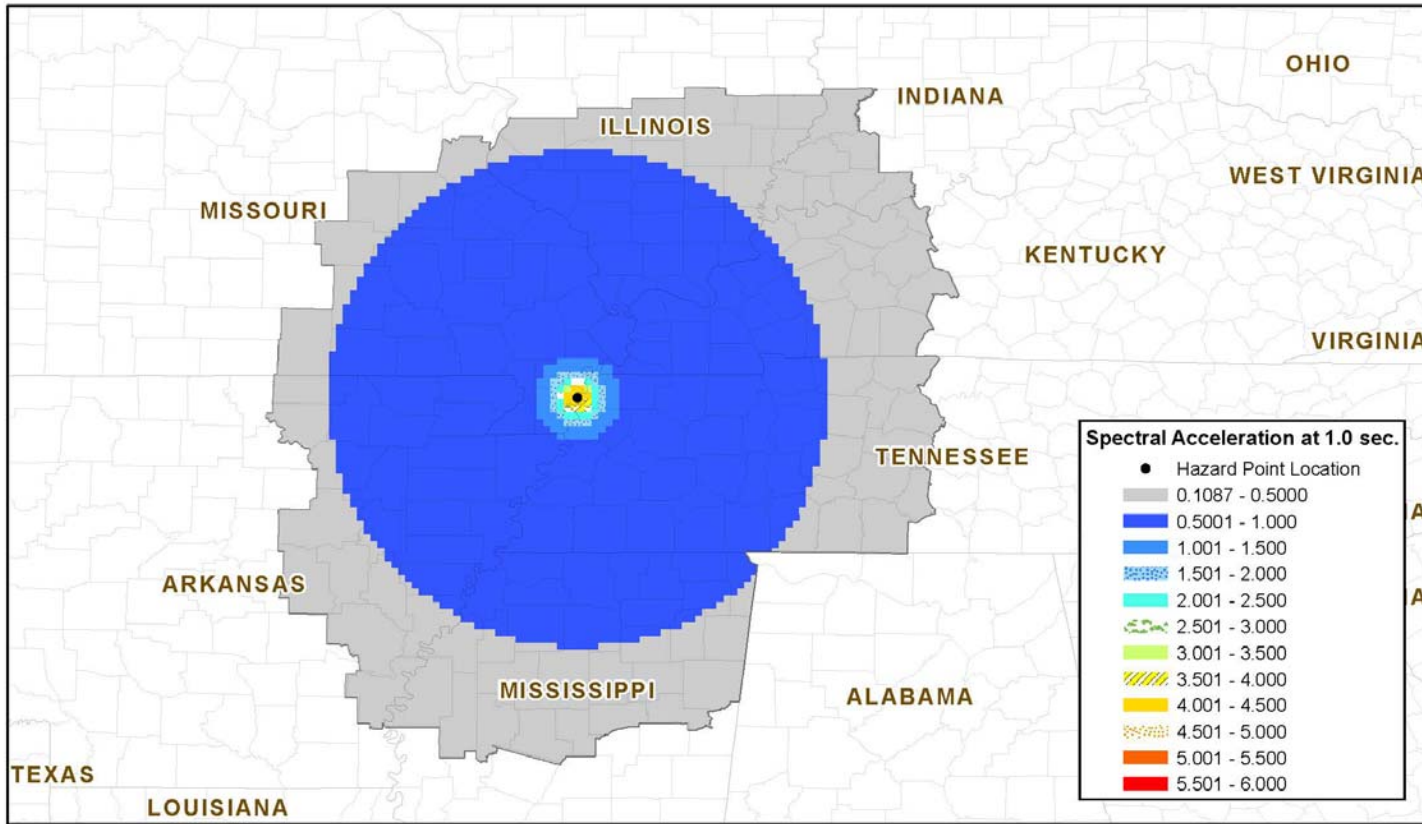 OHIO
INDIANA
ILLINOIS
WEST VIRGINIA
MISSOURI
KENTUCKY
VIRGINIA
TENNESSEE
ARKANSAS
MISSISSIPPI
ALABAMA
TEXAS
LOUISIANA
Spectral Acceleration at 1.0 sec.
Hazard Point Location
0.1087 - 0.5000
0.5001 - 1.000
1.001 - 1.500
1.501 - 2.000
2.001 - 2.500
2.501 - 3.000
3.001 - 3.500
3.501 - 4.000
4.001 - 4.500
4.501 - 5.000
5.001 - 5.500
5.501 - 6.000